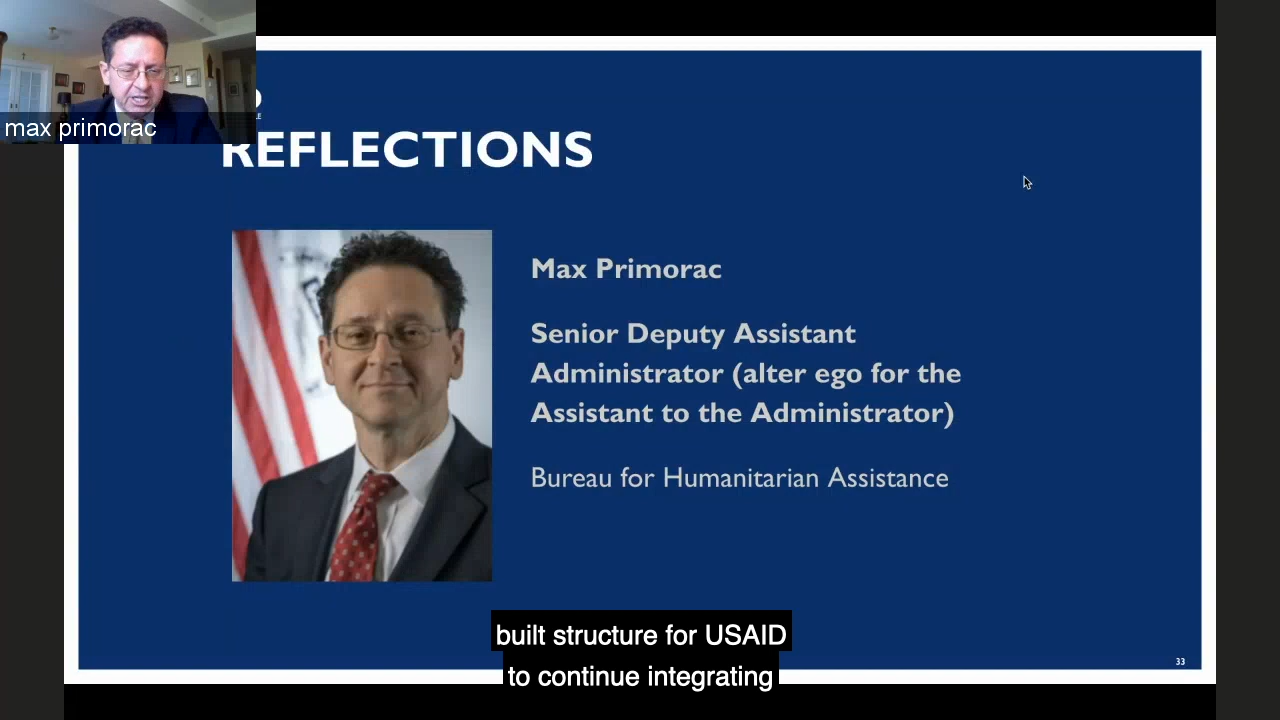 max primorac
REFLECTIONS
Max Primorac
Senior Deputy Assistant
Administrator (alter ego for the
Assistant to the Administrator)
Bureau for Humanitarian Assistance
built structure for USAID
to continue integrating
33